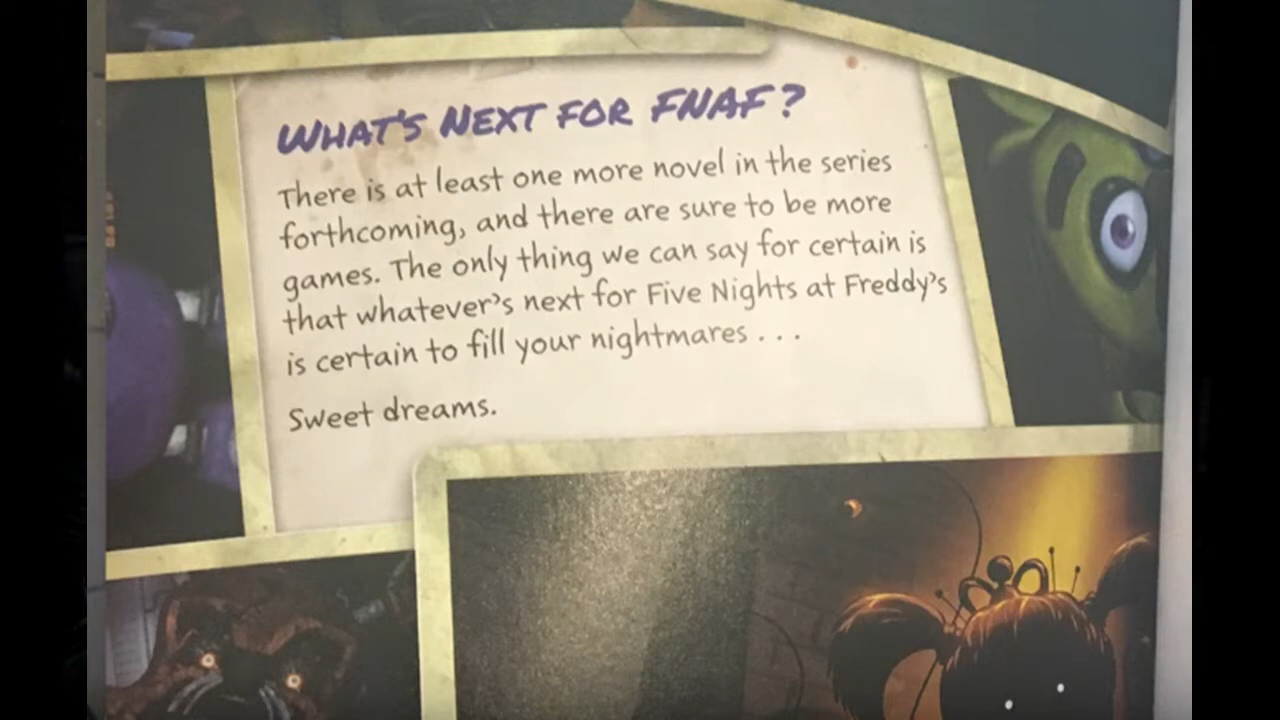 WHAT'S NEXT FOR FNAF?
There is at least one more novel in the series
forthcoming, and there are sure to be more
games. The only thing we can say for certain is
that whatever's next for Five Nights at Freddy's
is certain to fill your nightmares . . .
Sweet dreams.